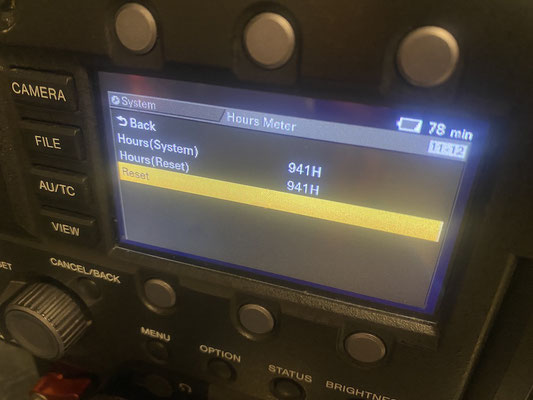 System
Hours Meter
78 min
11-12
Back
Hours(System)
941H
Hours(Reset)
941H
Reset
CAMERA
FILE
AU/TC
VIEW
CANCEL/BACK
MENU
OPTION
STATUS